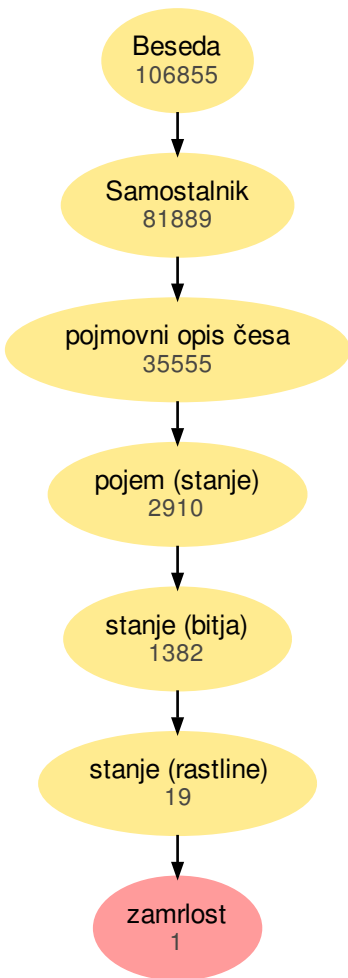 Beseda
106855
Samostalnik
81889
pojmovni opis česa
35555
pojem (stanje)
2910
stanje (bitja)
1382
stanje (rastline)
19
zamrlost
1